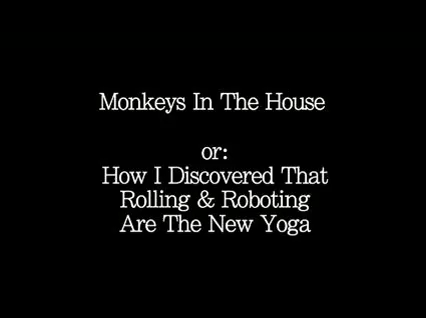 Monkeys In The House
or:
How I Discovered That
Rolling & Roboting
Are The New Yoga